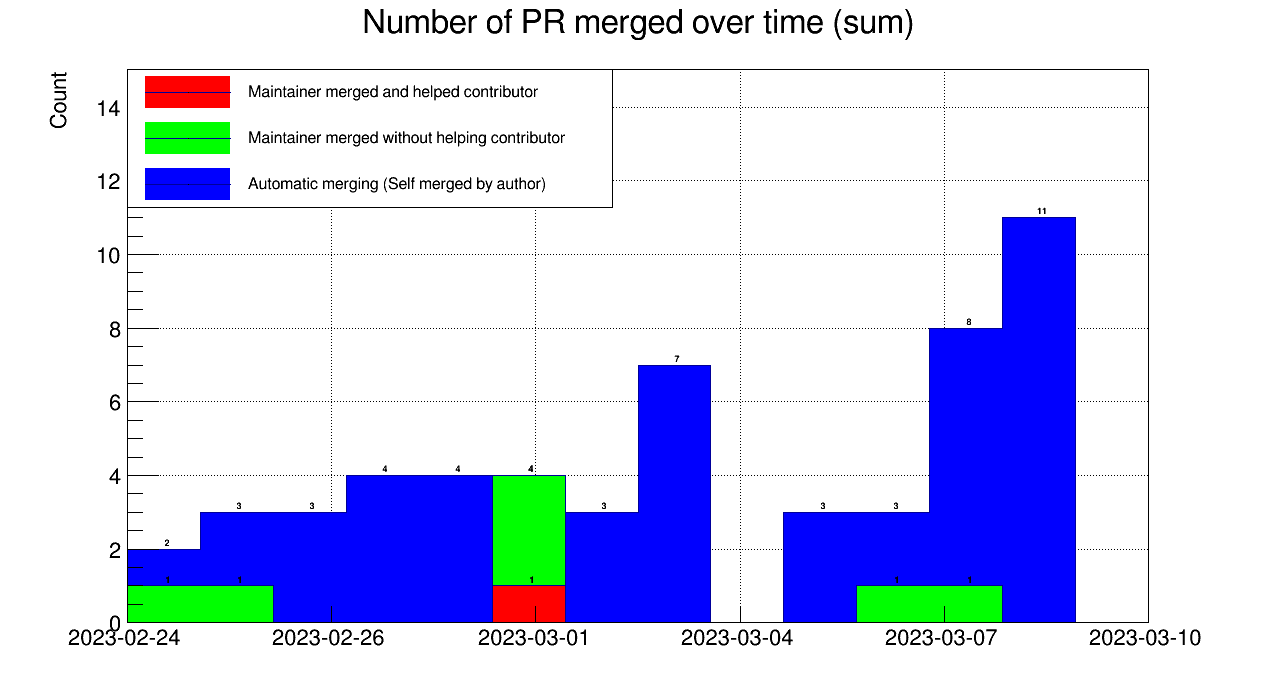 Number of PR merged over time (sum)
Count
Maintainer merged and helped contributor
Maintainer merged without helping contributor
Automatic merging (Self merged by author)
14
12
10
8
6
4
2
0
11
8
7
4 4 4
3 3 3 3 3
2
1 1 1 1 1
2023-02-24 2023-02-26 2023-03-01 2023-03-04 2023-03-07 2023-03-10